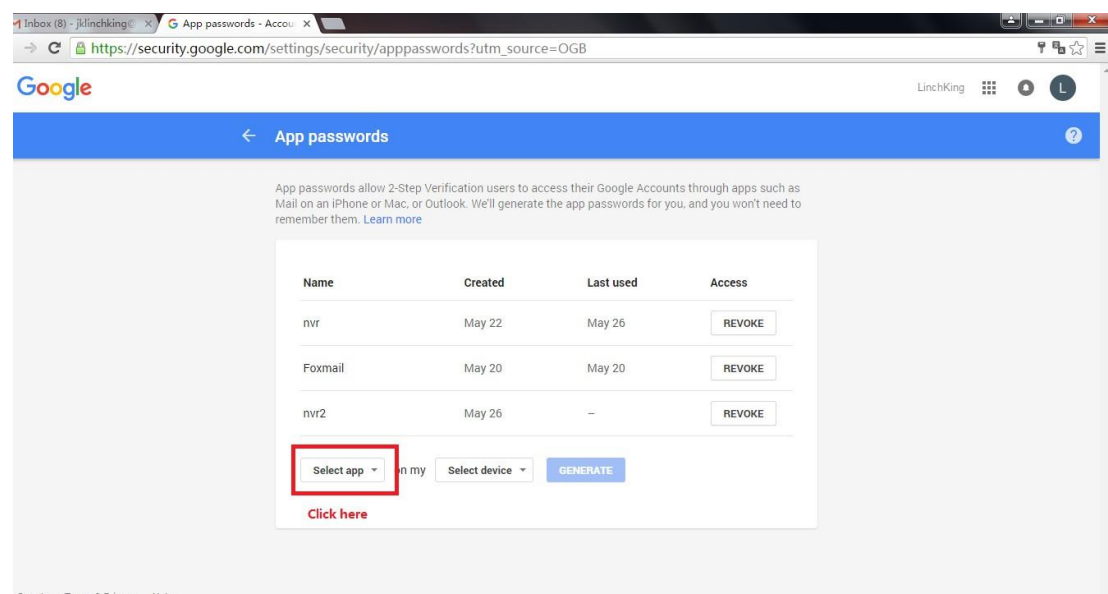 Inbox (8) - jklinchking@
App passwords - Accou
https://security.google.com/settings/security/apppasswords?utm_source=OGB
Google
LinchKing
L
App passwords
App passwords allow 2-Step Verification users to access their Google Accounts through apps such as
Mail on an iPhone or Mac, or Outlook. We'll generate the app passwords for you, and you won't need to
remember them. Learn more
Name Created Last used Access
nvr May 22 May 26 REVOKE
Foxmail May 20 May 20 REVOKE
nvr2 May 26 – REVOKE
Select app on my Select device GENERATE
Click here